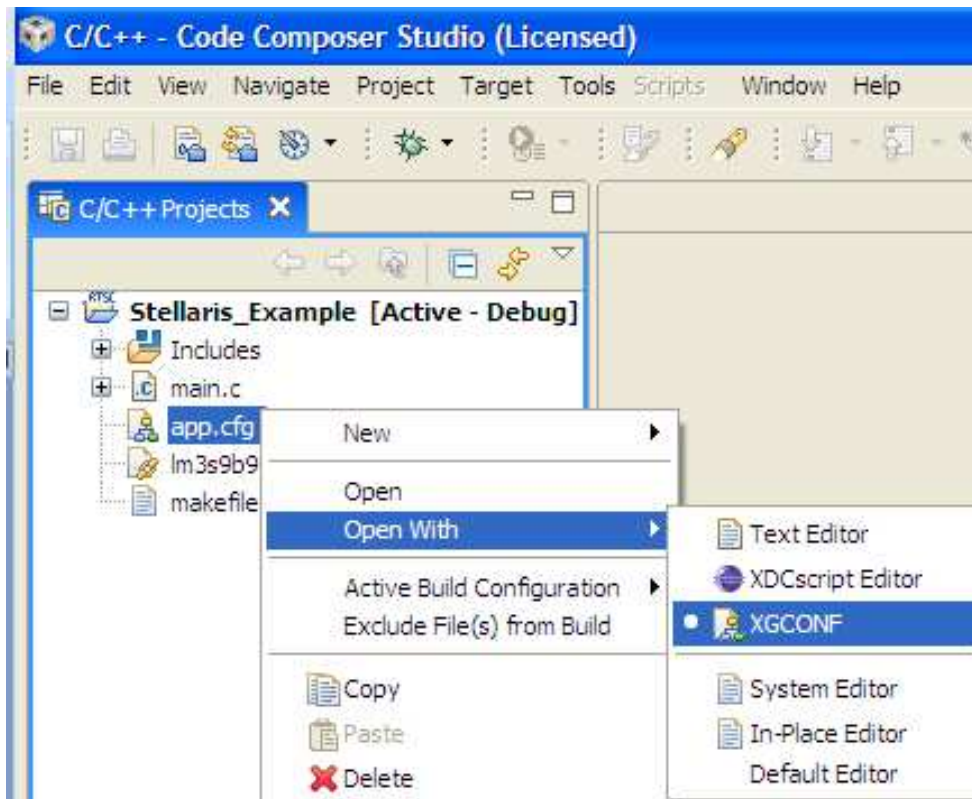 C/C++ - Code Composer Studio (Licensed)
File Edit View Navigate Project Target Tools Scripts Window Help
C/C++ Projects
RTSC
Stellaris_Example [Active - Debug]
Includes
.c main.c
app.cfg
lm3s9b9
makefile
New
Open
Open With
Active Build Configuration
Exclude File(s) from Build
Copy
Paste
Delete
Text Editor
XDCscript Editor
XGCONF
System Editor
In-Place Editor
Default Editor